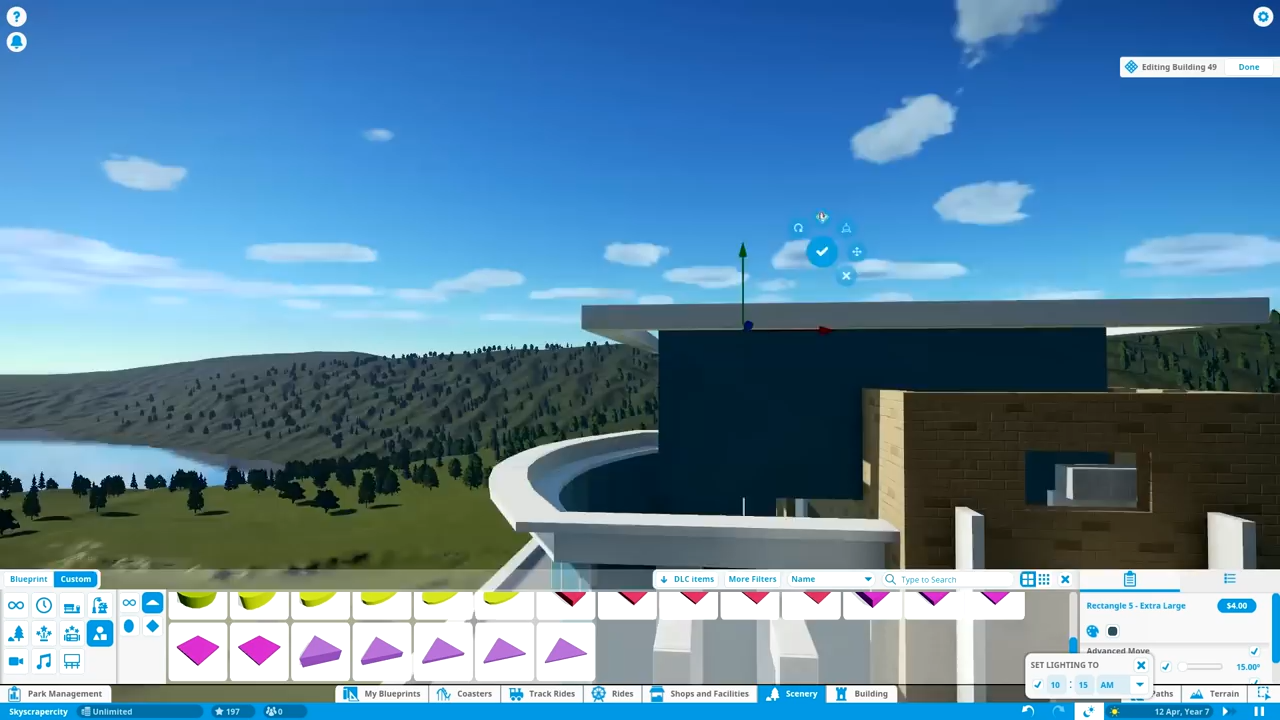 ?
Editing Building 49 Done
Blueprint Custom
DLC items More Filters Name Type to Search
Rectangle 5 - Extra Large $4.00
Advanced Move
SET LIGHTING TO
15.00°
10 : 15 AM
Park Management My Blueprints Coasters Track Rides Rides Shops and Facilities Scenery Building Paths Terrain
Skyscrapercity Unlimited 197 0 12 Apr, Year 7